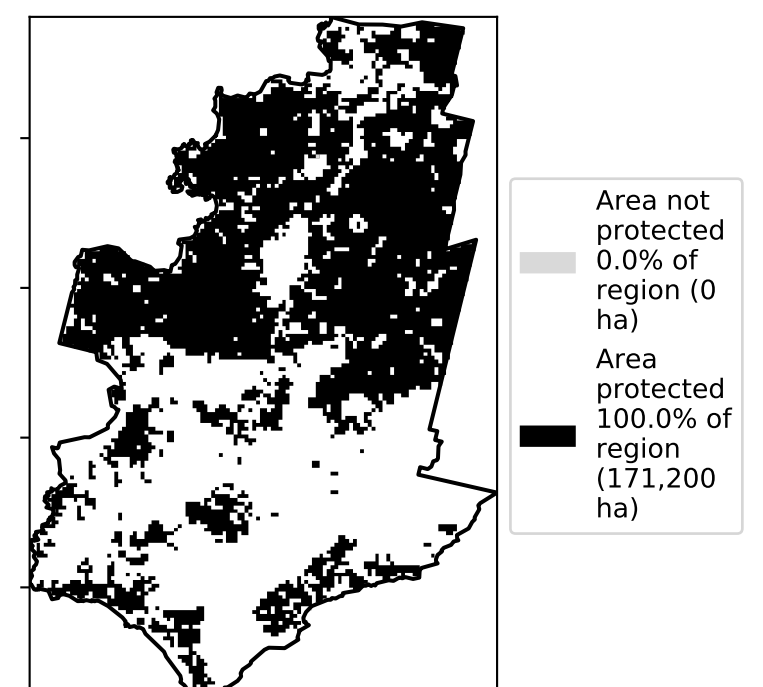 Area not
protected
0.0% of
region (0
ha)
Area
protected
100.0% of
region
(171,200
ha)